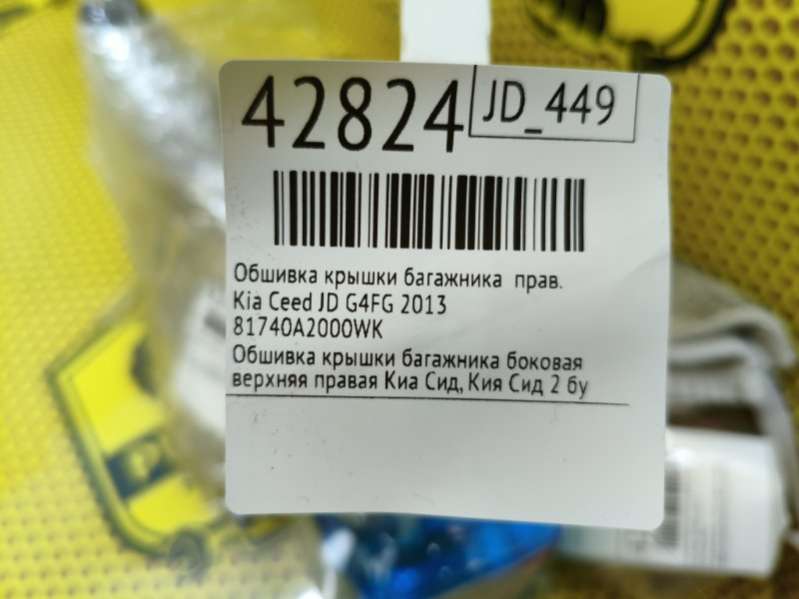 42824 JD_449
Обшивка крышки багажника прав.
Kia Ceed JD G4FG 2013
81740A2000WK
Обшивка крышки багажника боковая
верхняя правая Киа Сид, Кия Сид 2 бу